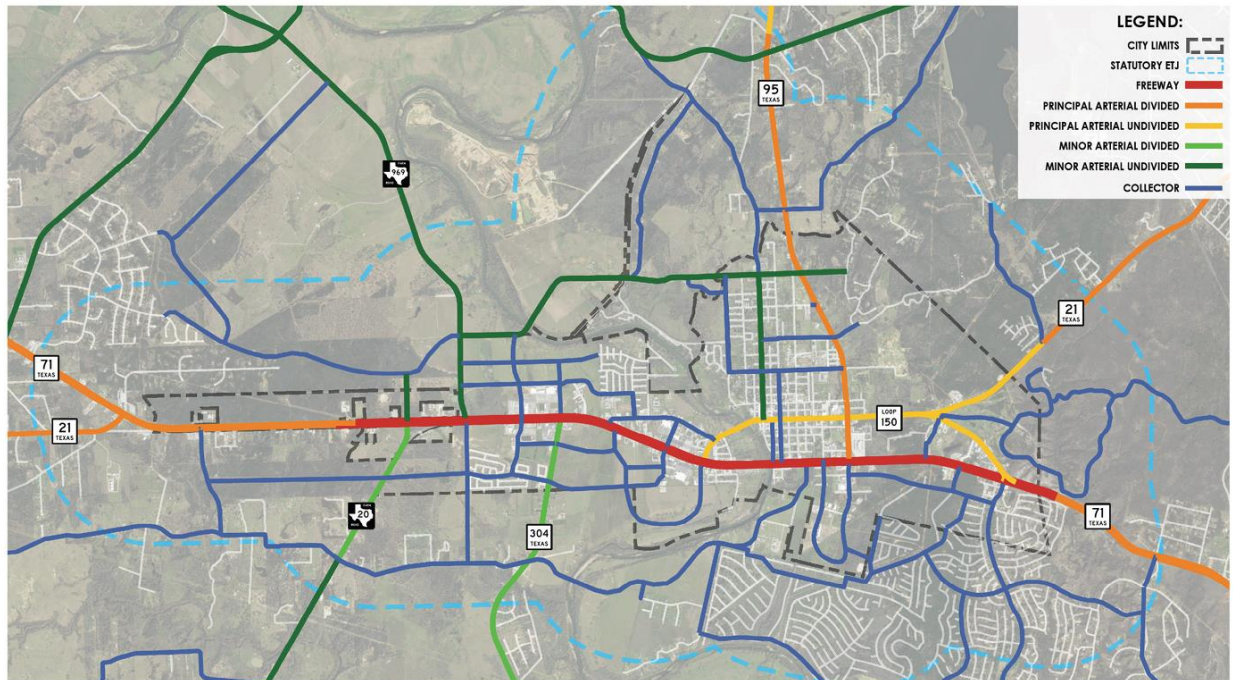 LEGEND:
CITY LIMITS
STATUTORY ETJ
FREEWAY
PRINCIPAL ARTERIAL DIVIDED
PRINCIPAL ARTERIAL UNDIVIDED
MINOR ARTERIAL DIVIDED
MINOR ARTERIAL UNDIVIDED
COLLECTOR
95
TEXAS
969
21
TEXAS
71
TEXAS
21
TEXAS
LOOP
150
20
304
TEXAS
71
TEXAS